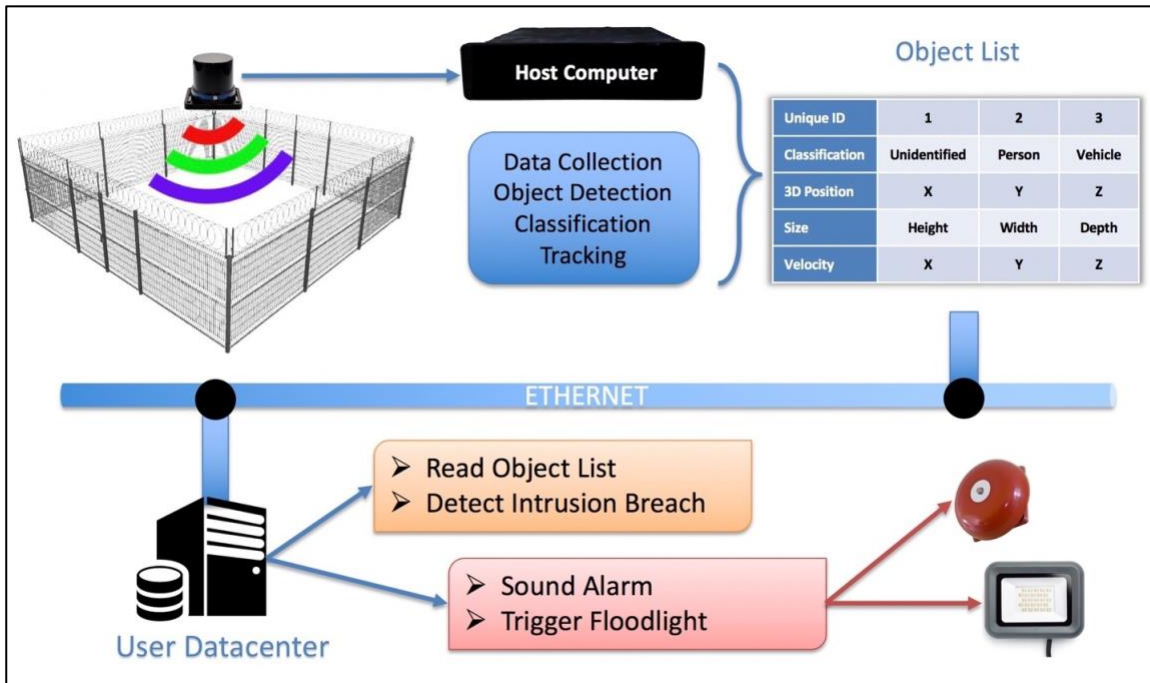 Host Computer
Data Collection
Object Detection
Classification
Tracking
Object List
Unique ID 1 2 3
Classification Unidentified Person Vehicle
3D Position X Y Z
Size Height Width Depth
Velocity X Y Z
ETHERNET
➢ Read Object List
➢ Detect Intrusion Breach
➢ Sound Alarm
➢ Trigger Floodlight
User Datacenter